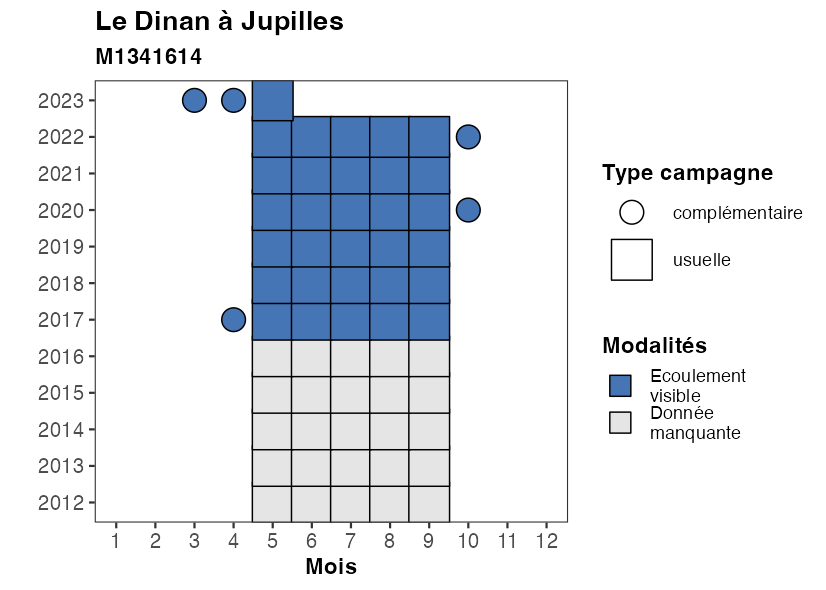 Le Dinan à Jupilles
M1341614
2023
2022
2021
2020
2019
2018
2017
2016
2015
2014
2013
2012
1 2 3 4 5 6 7 8 9 10 11 12
Mois
Type campagne
complémentaire
usuelle
Modalités
Ecoulement
visible
Donnée
manquante